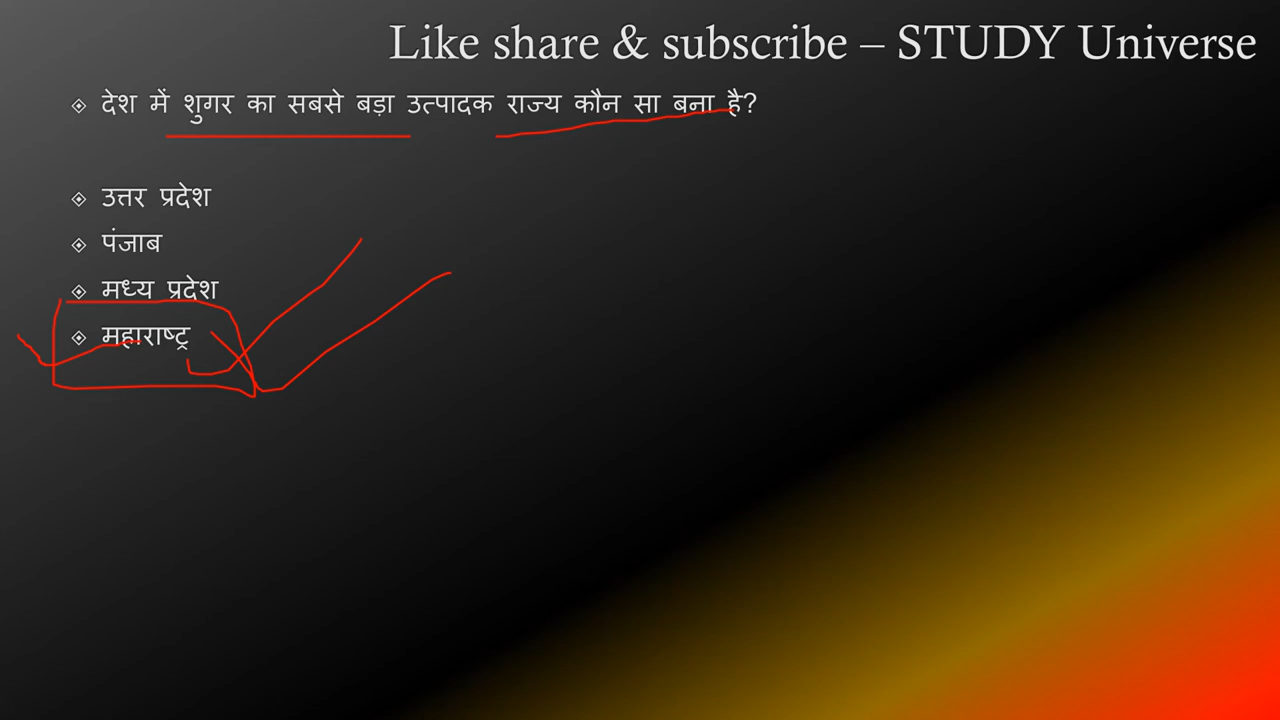 Like share & subscribe – STUDY Universe
देश में शुगर का सबसे बड़ा उत्पादक राज्य कौन सा बना है?
उत्तर प्रदेश
पंजाब
मध्य प्रदेश
महाराष्ट्र